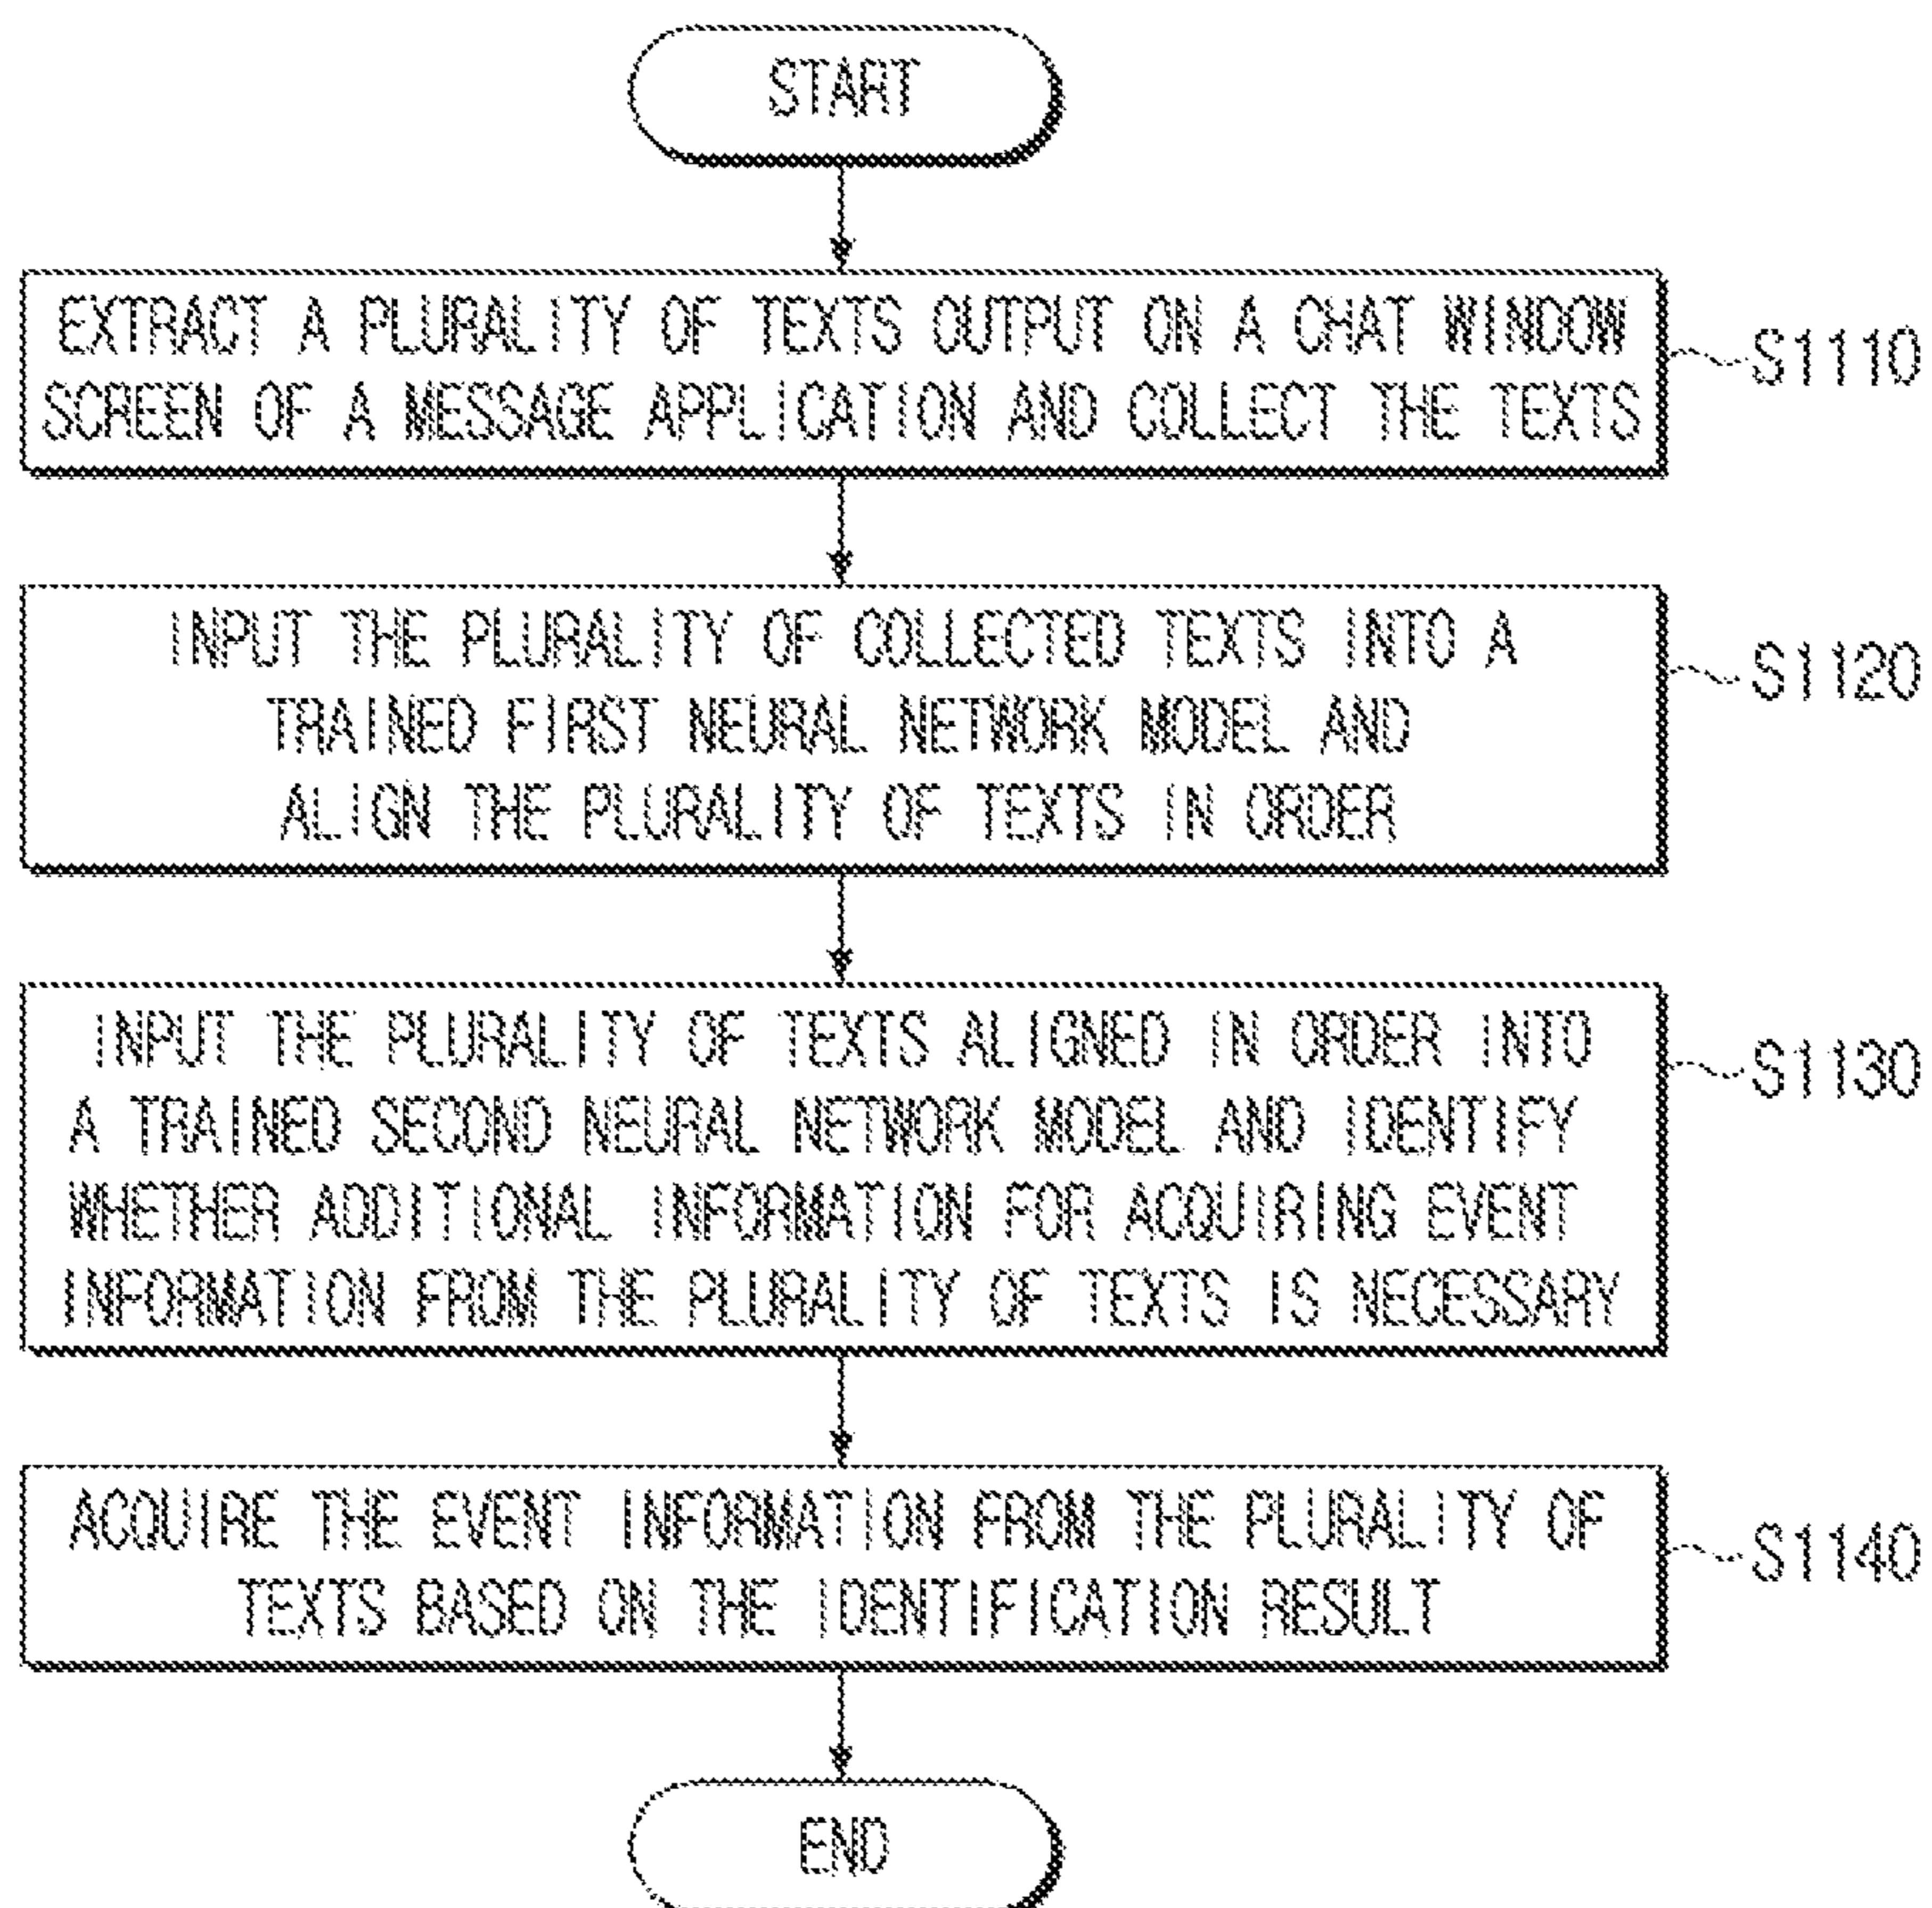 START
EXTRACT A PLURALITY OF TEXTS OUTPUT ON A CHAT WINDOW
SCREEN OF A MESSAGE APPLICATION AND COLLECT THE TEXTS
S1110
INPUT THE PLURALITY OF COLLECTED TEXTS INTO A
TRAINED FIRST NEURAL NETWORK MODEL AND
ALIGN THE PLURALITY OF TEXTS IN ORDER
S1120
INPUT THE PLURALITY OF TEXTS ALIGNED IN ORDER INTO
A TRAINED SECOND NEURAL NETWORK MODEL AND IDENTIFY
WHETHER ADDITIONAL INFORMATION FOR ACQUIRING EVENT
INFORMATION FROM THE PLURALITY OF TEXTS IS NECESSARY
S1130
ACQUIRE THE EVENT INFORMATION FROM THE PLURALITY OF
TEXTS BASED ON THE IDENTIFICATION RESULT
S1140
END